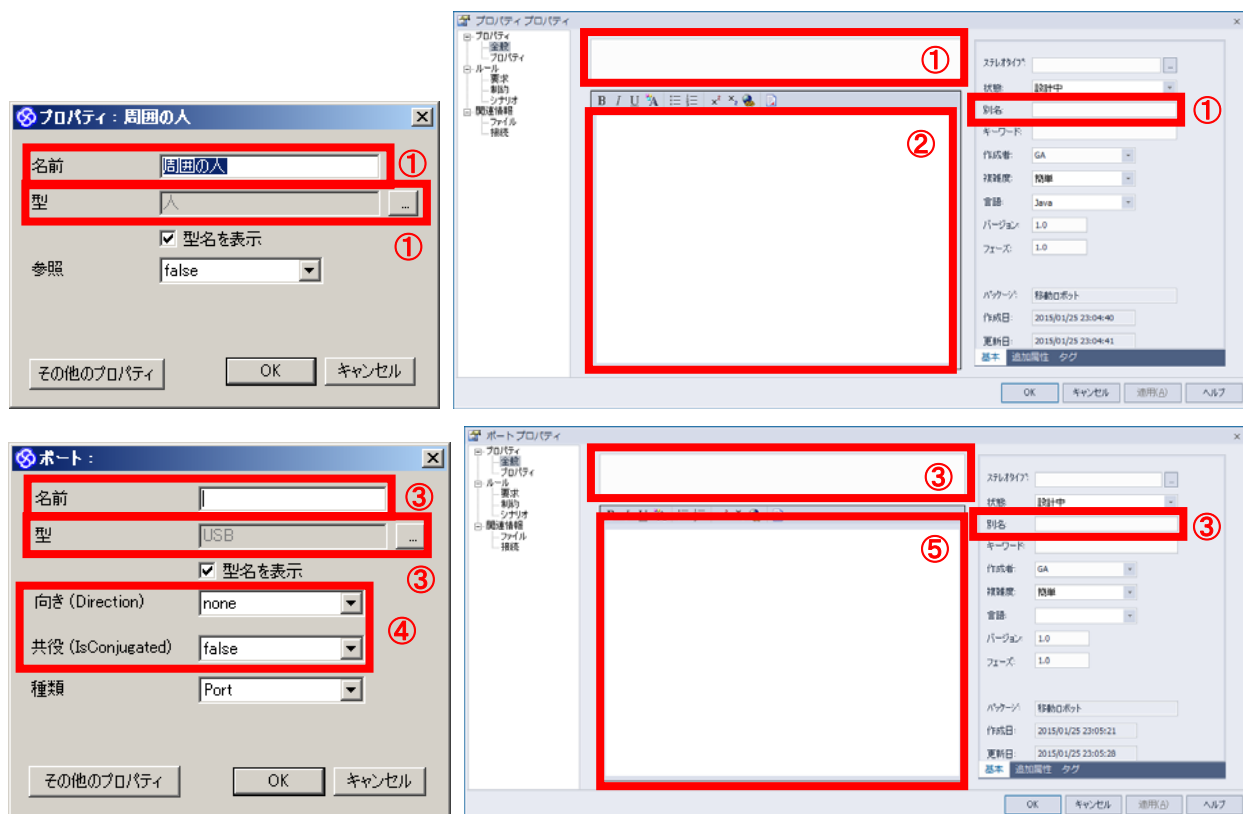 プロパティ：周囲の人
名前 周囲の人 ①
型 人 ...
型名を表示 ①
参照 false
その他のプロパティ OK キャンセル
プロパティ プロパティ
プロパティ
全般
プロパティ
ルール
要求
制約
シナリオ
関連情報
ファイル
接続
①
B I U A
②
ステレオタイプ:
状態: 設計中
別名 ①
キーワード:
作成者: GA
複雑度: 簡単
言語: Java
バージョン: 1.0
フェーズ: 1.0
パッケージ: 移動ロボット
作成日: 2015/01/25 23:04:40
更新日: 2015/01/25 23:04:41
基本 追加属性 タグ
OK キャンセル 適用(A) ヘルプ
ポート：
名前 ③
型 USB ...
型名を表示 ③
向き (Direction) none
④
共役 (IsConjugated) false
種類 Port
その他のプロパティ OK キャンセル
ポート プロパティ
プロパティ
全般
プロパティ
ルール
要求
制約
シナリオ
関連情報
ファイル
接続
③
⑤
ステレオタイプ:
状態: 設計中
別名 ③
キーワード:
作成者: GA
複雑度: 簡単
言語:
バージョン: 1.0
フェーズ: 1.0
パッケージ: 移動ロボット
作成日: 2015/01/25 23:05:21
更新日: 2015/01/25 23:05:28
基本 追加属性 タグ
OK キャンセル 適用(A) ヘルプ